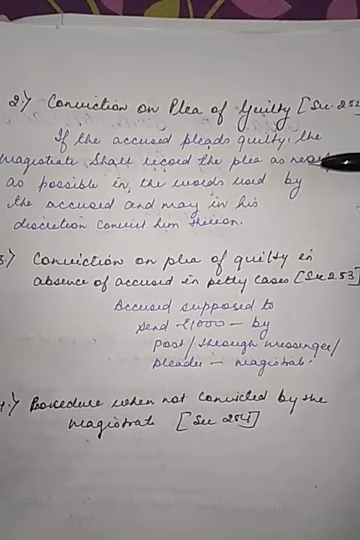 2.) Conviction on Plea of Guilty [Sec. 252
If the accused pleads guilty, the
Magistrate Shall record the plea as near
as possible in, the words used by
the accused and may in his
discretion convict him thereon.
3.) Conviction on plea of guilty in
absence of accused in petty cases [Sec 253]
Accused supposed to
send ₹1000 — by
post/through messenger/
pleader — magistrate.
4.) Procedure when not convicted by the
magistrate [Sec 254]